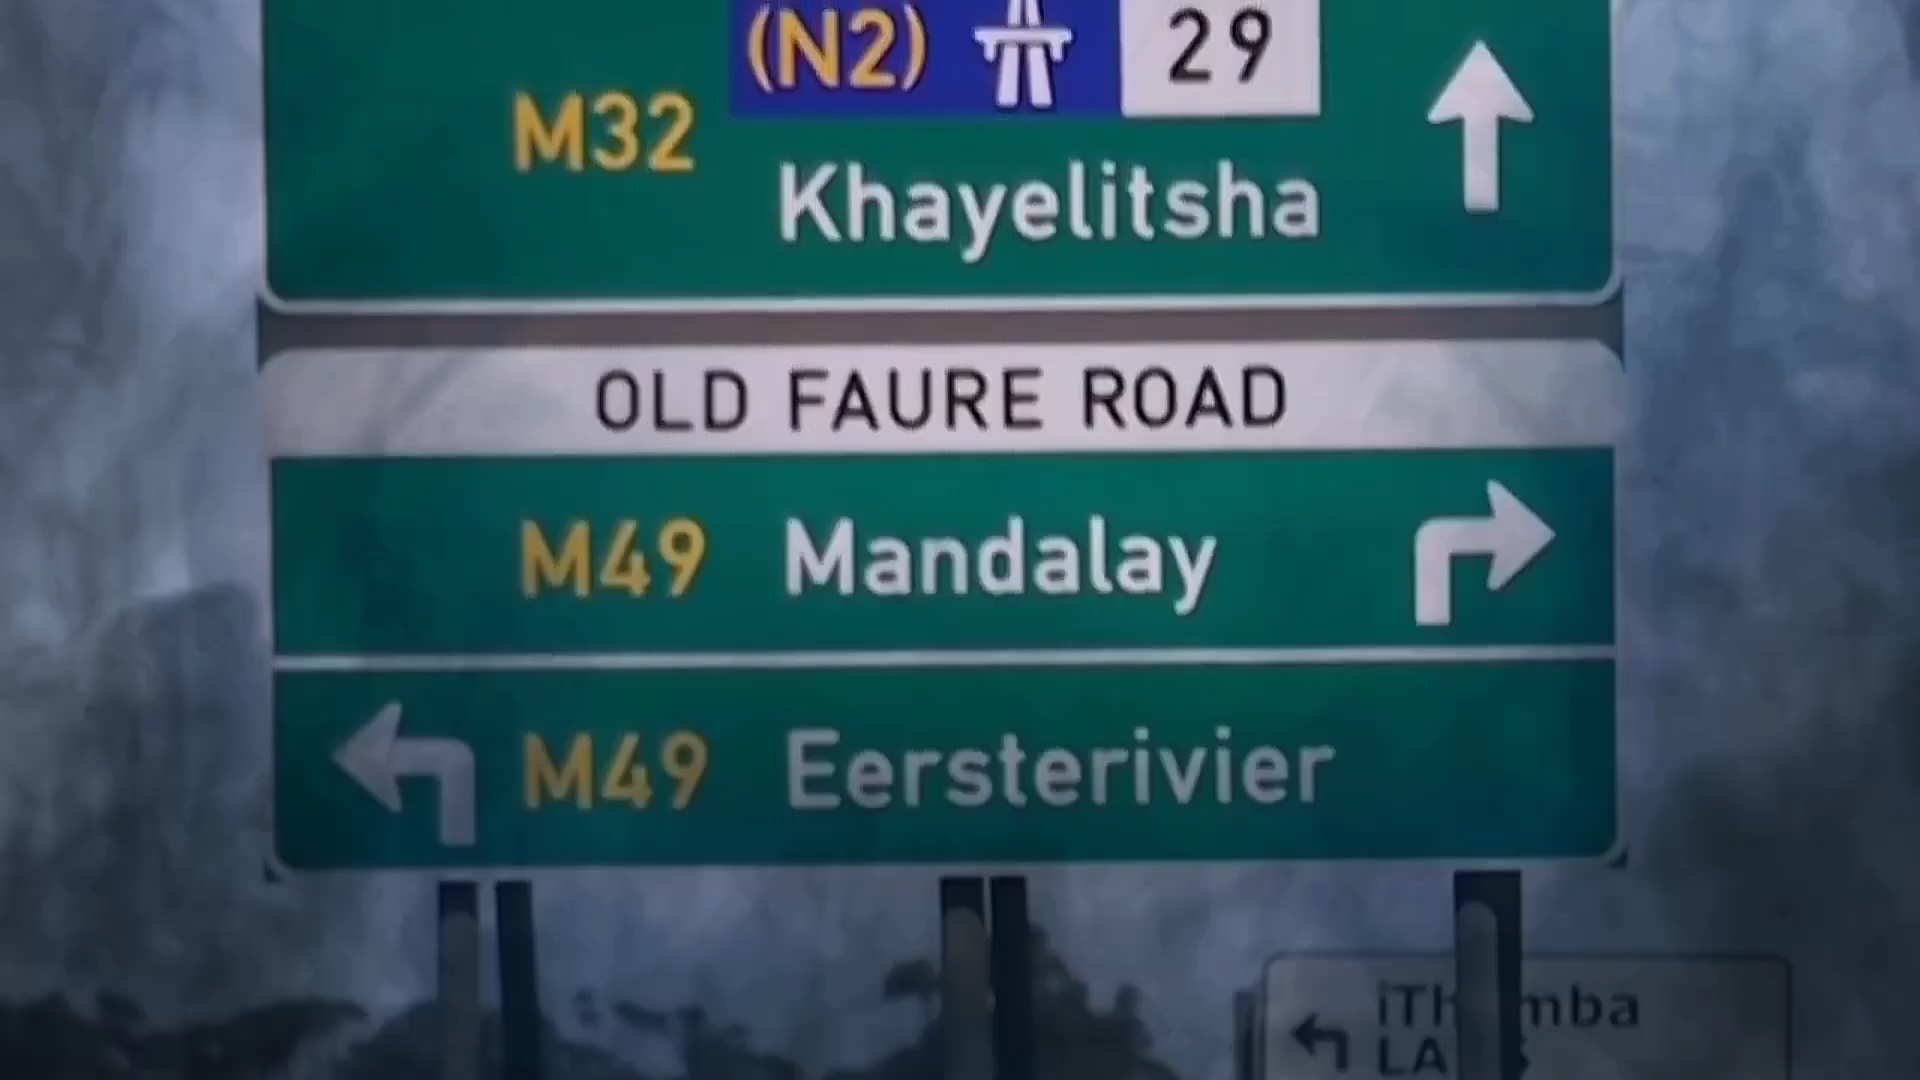 (N2) 29
M32
Khayelitsha
OLD FAURE ROAD
M49 Mandalay
M49 Eersterivier